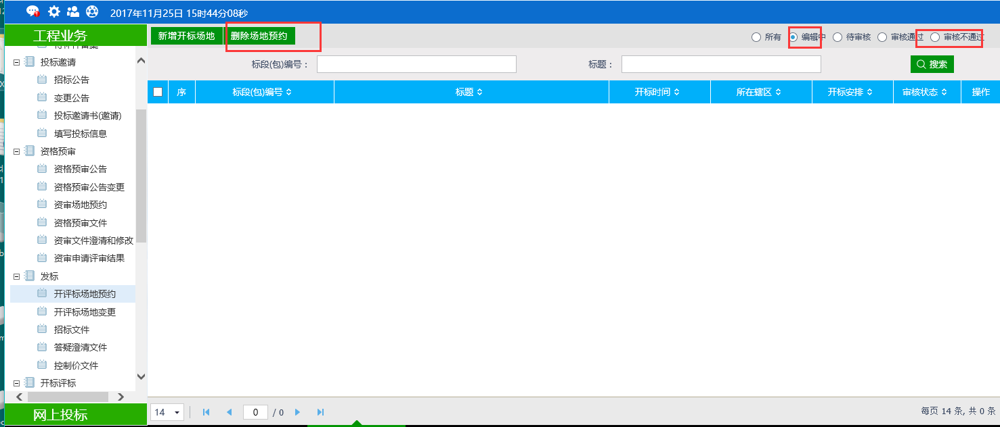 2017年11月25日 15时44分08秒
工程业务
投标邀请
招标公告
变更公告
投标邀请书(邀请)
填写投标信息
资格预审
资格预审公告
资格预审公告变更
资审场地预约
资格预审文件
资审文件澄清和修改
资审申请评审结果
发标
开评标场地预约
开评标场地变更
招标文件
答疑澄清文件
控制价文件
开标评标
网上投标
新增开标场地 删除场地预约 所有 编辑中 待审核 审核通过 审核不通过
标段(包)编号： 标题： 搜索
序 标段(包)编号 标题 开标时间 所在辖区 开标安排 审核状态 操作
14 0 / 0 每页 14 条, 共 0 条